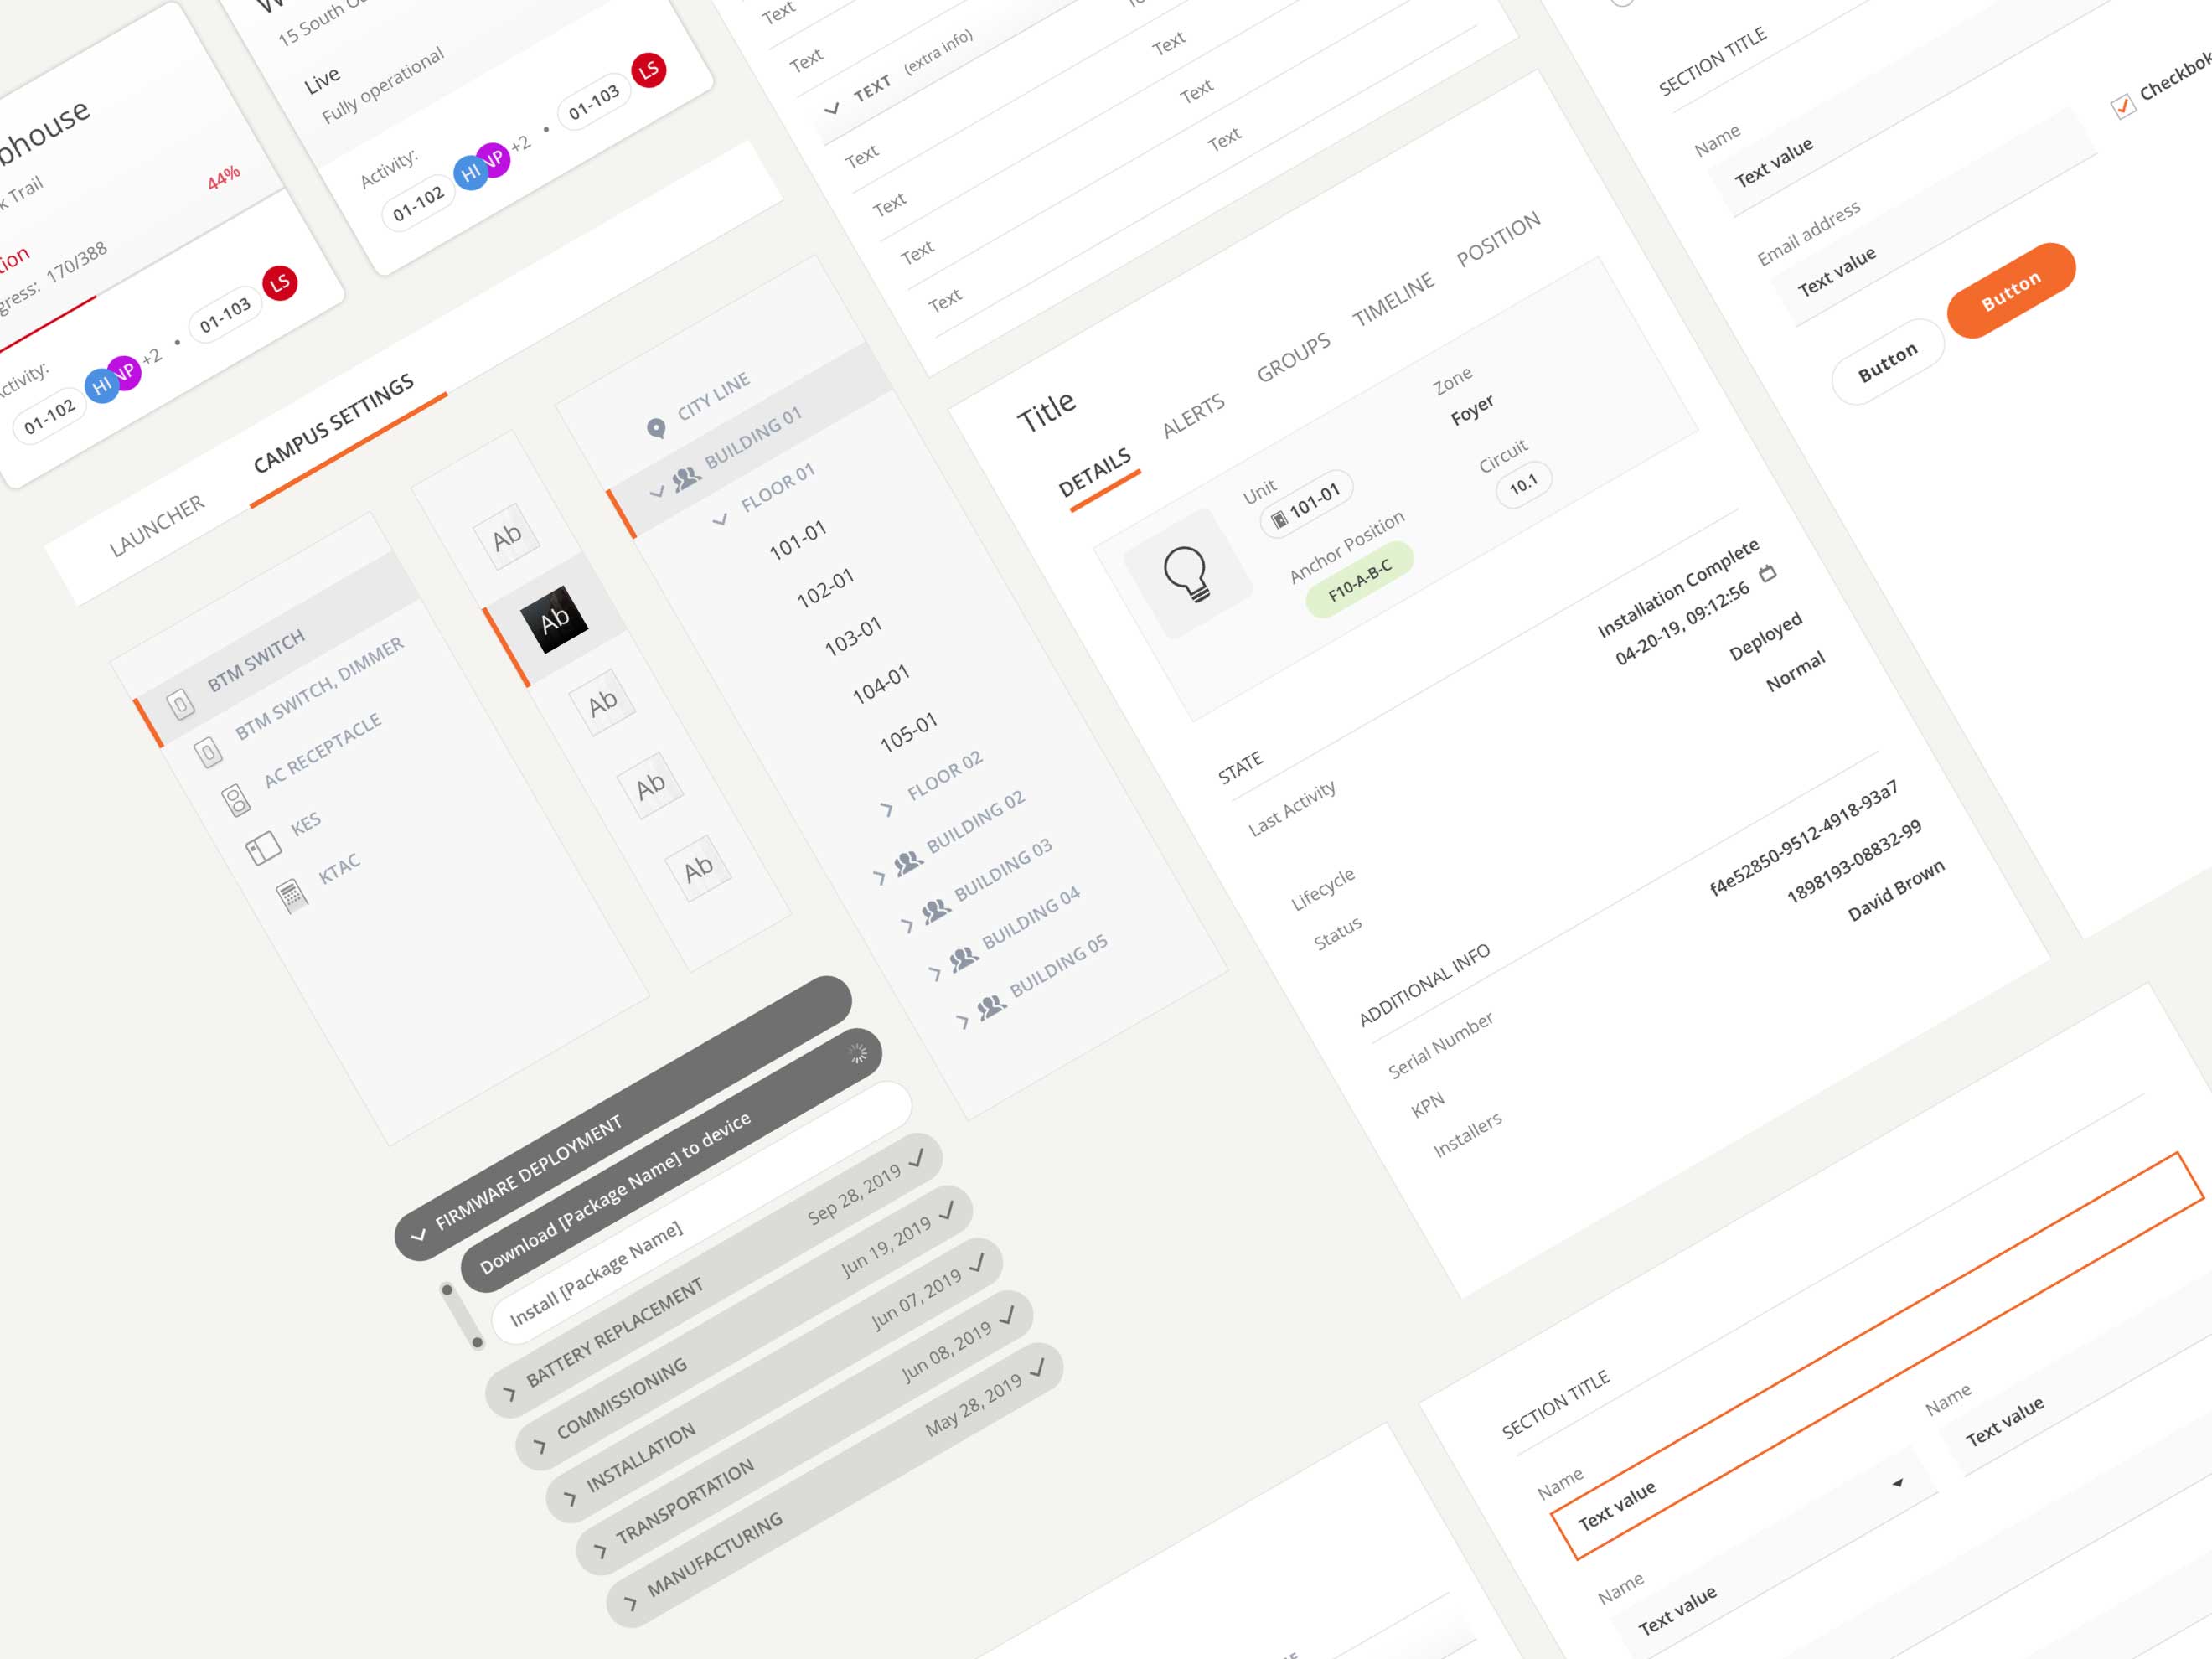 Trail
44%
170/388
Activity:
01-102
HI
NP
+2
•
01-103
LS
15 South
Live
Fully operational
Activity:
01-102
HI
NP
+2
•
01-103
LS
LAUNCHER
CAMPUS SETTINGS
BTM SWITCH
BTM SWITCH, DIMMER
AC RECEPTACLE
KES
KTAC
Ab
Ab
Ab
Ab
Ab
CITY LINE
BUILDING 01
FLOOR 01
101-01
102-01
103-01
104-01
105-01
FLOOR 02
BUILDING 02
BUILDING 03
BUILDING 04
BUILDING 05
FIRMWARE DEPLOYMENT
Download [Package Name] to device
Install [Package Name]
BATTERY REPLACEMENT Sep 28, 2019
COMMISSIONING Jun 19, 2019
INSTALLATION Jun 07, 2019
TRANSPORTATION Jun 08, 2019
MANUFACTURING May 28, 2019
Text
Text
TEXT (extra info)
Text Text
Text Text
Text Text
Text
Title
DETAILS ALERTS GROUPS TIMELINE POSITION
Unit
101-01
Zone
Foyer
Anchor Position
F10-A-B-C
Circuit
10.1
STATE
Last Activity Installation Complete
04-20-19, 09:12:56
Lifecycle Deployed
Status Normal
ADDITIONAL INFO
Serial Number f4e52850-9512-4918-93a7
KPN 1898193-08832-99
Installers David Brown
SECTION TITLE
Name
Text value
Email address
Text value
Button
Button
SECTION TITLE
Name
Text value
Name
Text value
Name
Text value